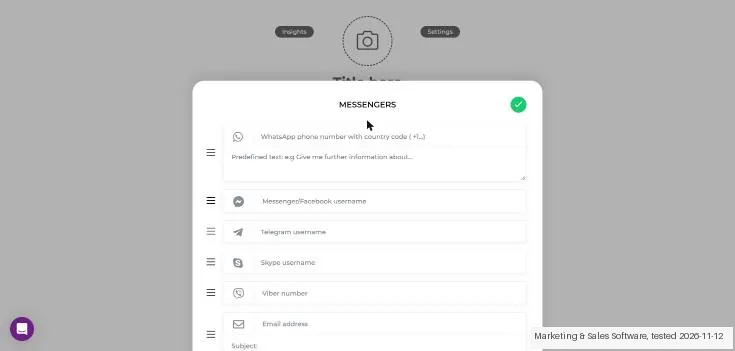 Insights
Settings
Title here
MESSENGERS
WhatsApp phone number with country code ( +1...)
Predefined text: e.g Give me further information about...
Messenger/Facebook username
Telegram username
Skype username
Viber number
Email address
Subject:
Marketing & Sales Software, tested 2026-11-12